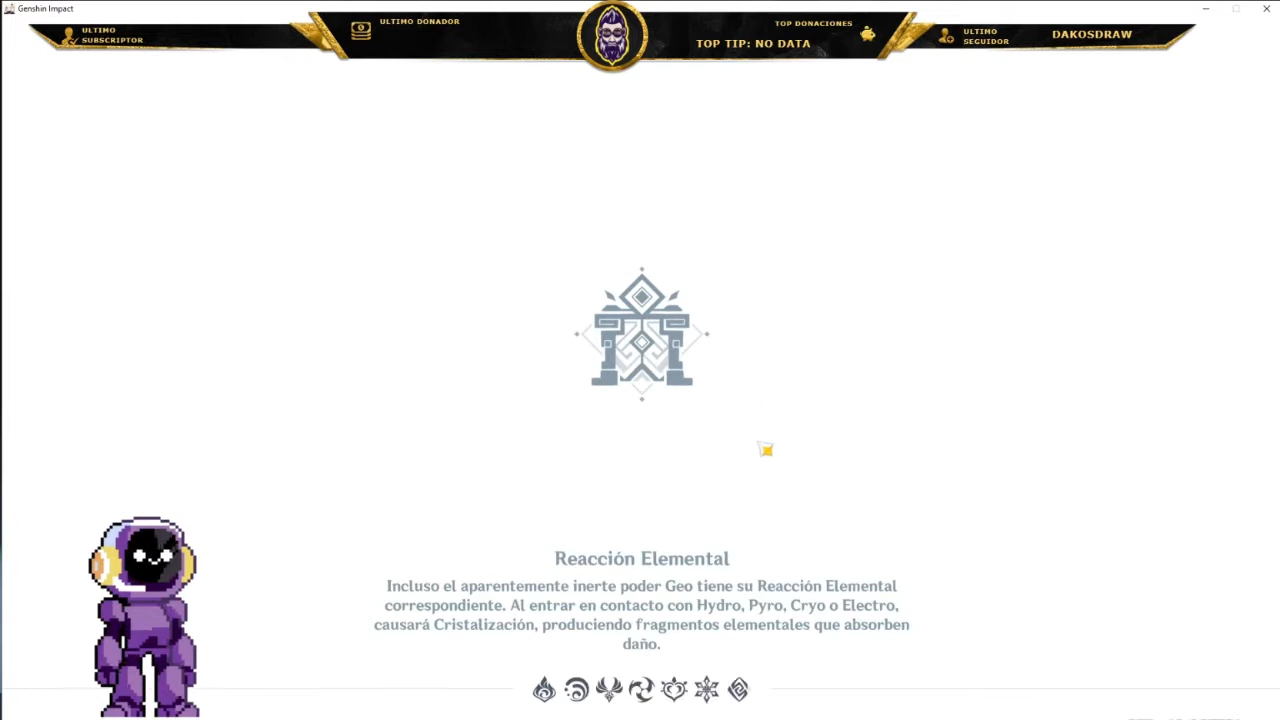 Genshin Impact
ULTIMO
SUBSCRIPTOR
ULTIMO DONADOR
TOP DONACIONES
TOP TIP: NO DATA
ULTIMO
SEGUIDOR
DAKOSDRAW
Reacción Elemental
Incluso el aparentemente inerte poder Geo tiene su Reacción Elemental
correspondiente. Al entrar en contacto con Hydro, Pyro, Cryo o Electro,
causará Cristalización, produciendo fragmentos elementales que absorben
daño.